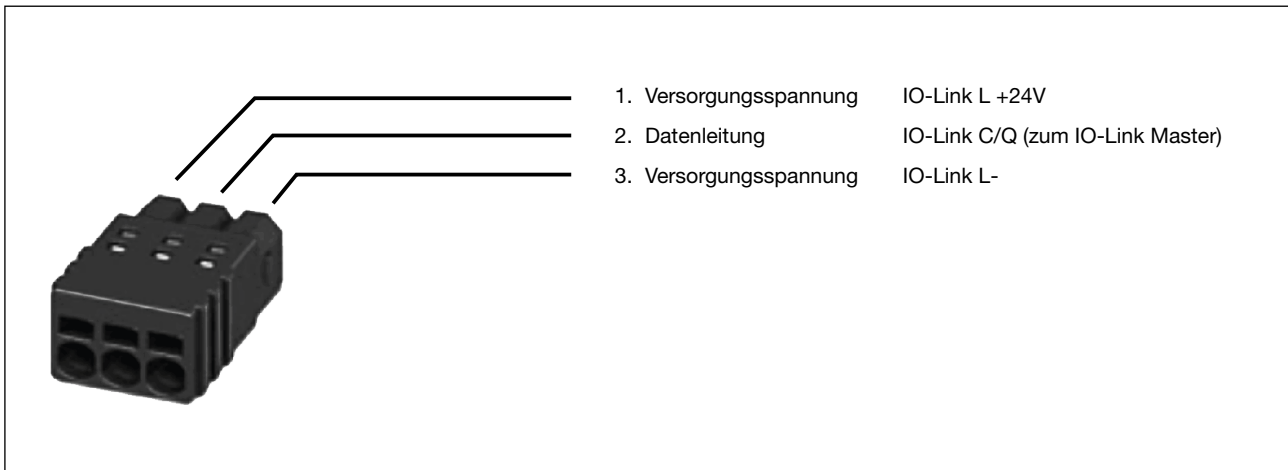 1. Versorgungsspannung IO-Link L +24V
2. Datenleitung IO-Link C/Q (zum IO-Link Master)
3. Versorgungsspannung IO-Link L-